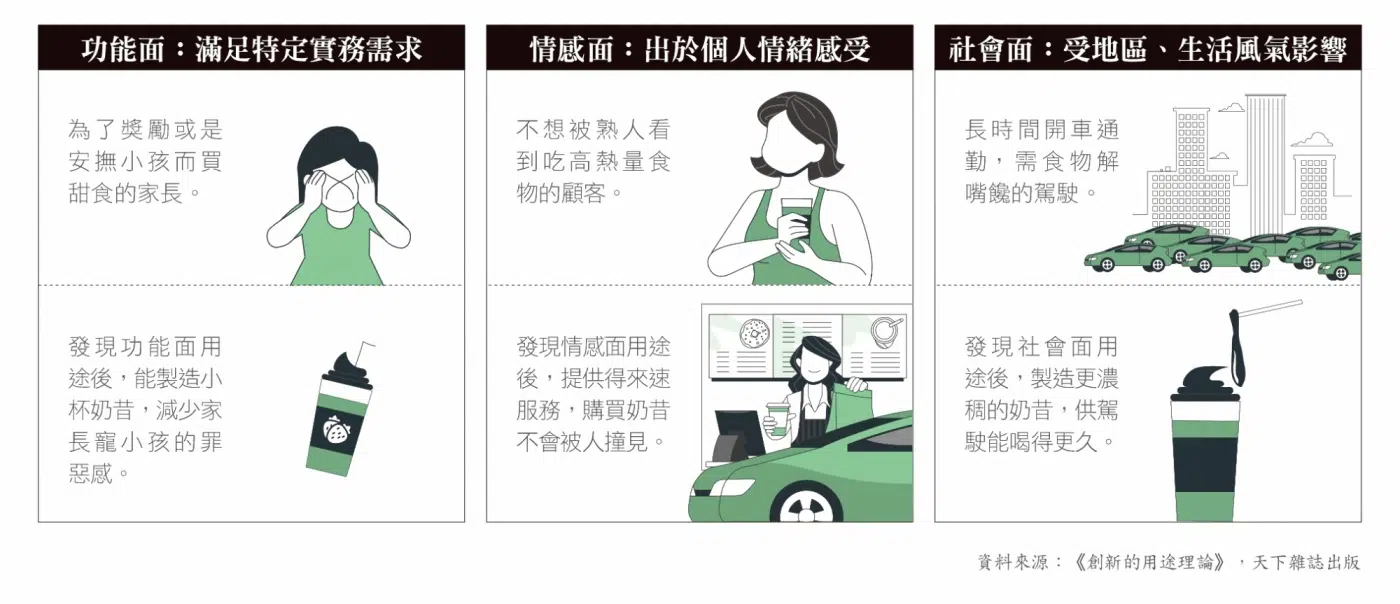 功能面：滿足特定實務需求
為了獎勵或是
安撫小孩而買
甜食的家長。
發現功能面用
途後，能製造小
杯奶昔，減少家
長寵小孩的罪
惡感。
情感面：出於個人情緒感受
不想被熟人看
到吃高熱量食
物的顧客。
發現情感面用途
後，提供得來速
服務，購買奶昔
不會被人撞見。
社會面：受地區、生活風氣影響
長時間開車通
勤，需食物解
嘴饞的駕駛。
發現社會面用
途後，製造更濃
稠的奶昔，供駕
駛能喝得更久。
資料來源：《創新的用途理論》，天下雜誌出版